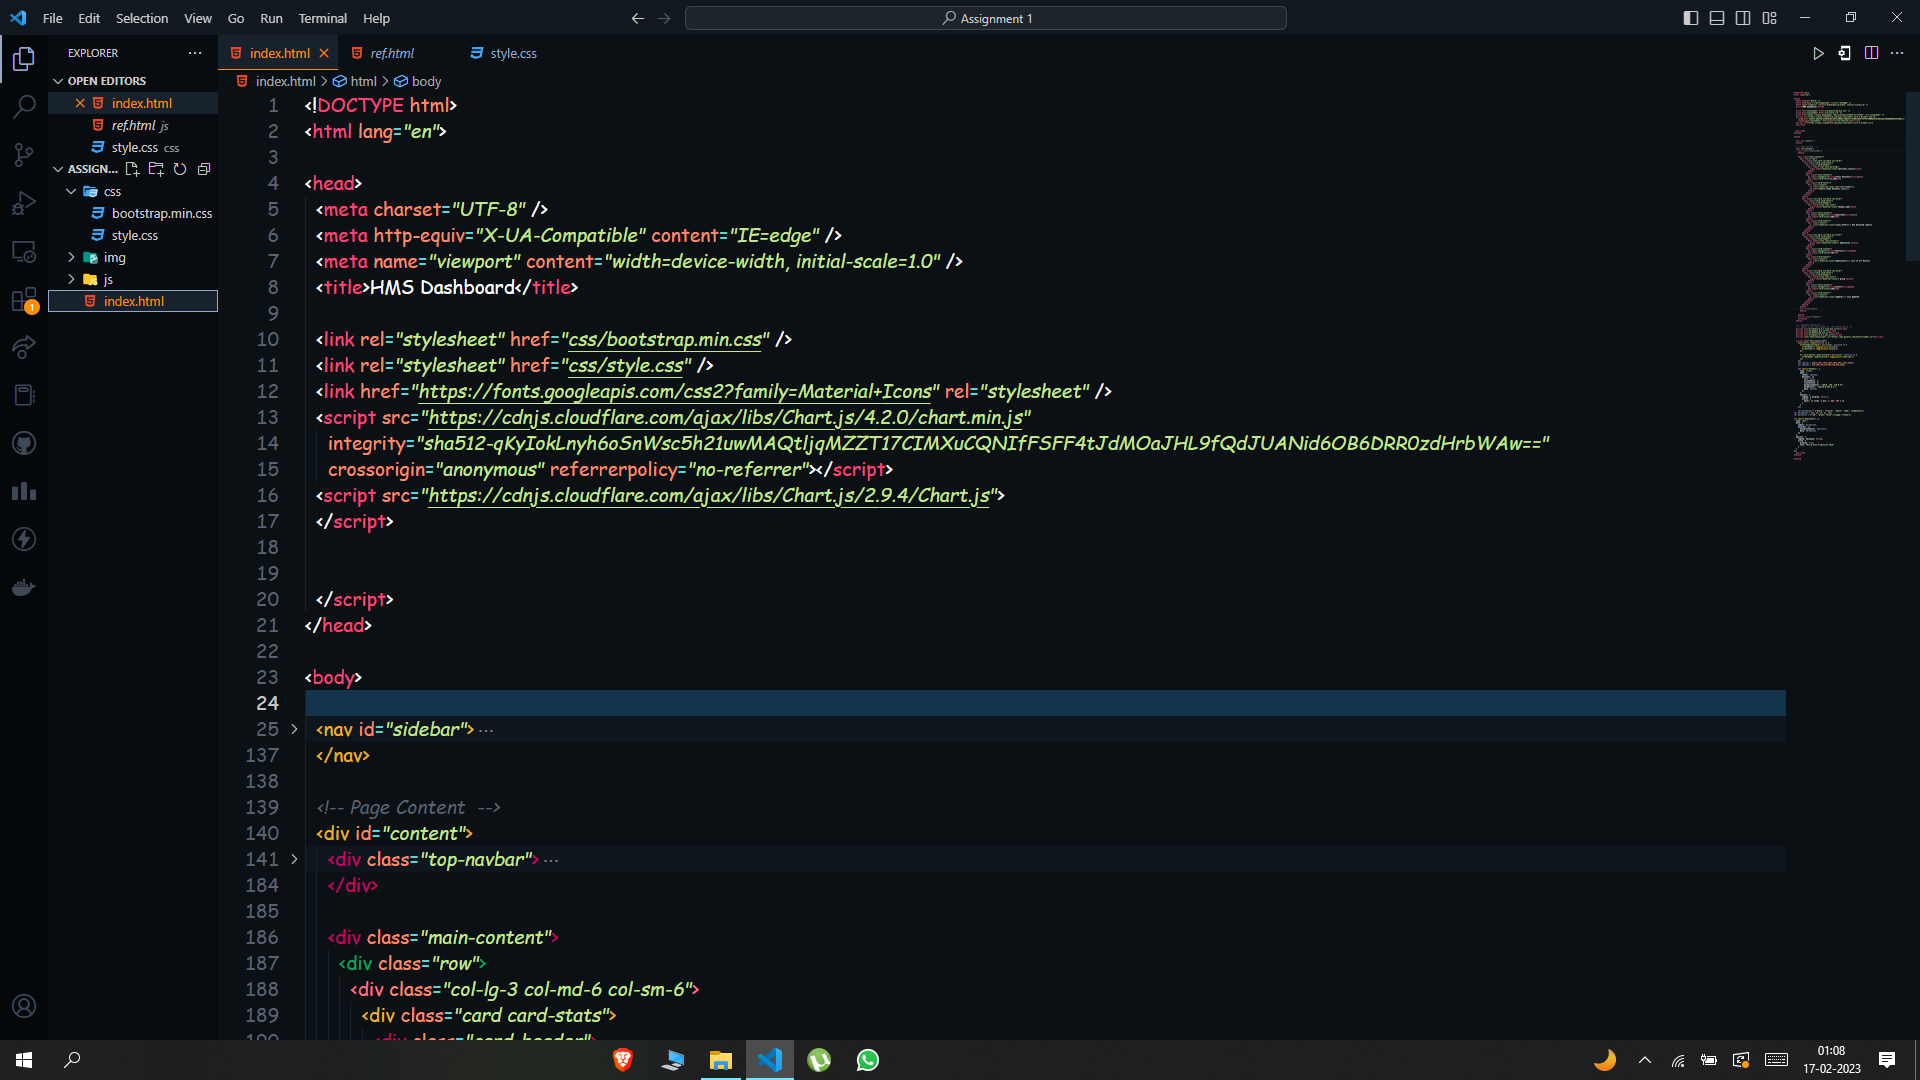 File Edit Selection View Go Run Terminal Help
Assignment 1
EXPLORER
OPEN EDITORS
index.html
ref.html js
style.css css
ASSIGN...
css
bootstrap.min.css
style.css
img
js
index.html
1
index.html
ref.html
style.css
index.html > html > body
1 <!DOCTYPE html>
2 <html lang="en">
3
4 <head>
5 <meta charset="UTF-8" />
6 <meta http-equiv="X-UA-Compatible" content="IE=edge" />
7 <meta name="viewport" content="width=device-width, initial-scale=1.0" />
8 <title>HMS Dashboard</title>
9
10 <link rel="stylesheet" href="css/bootstrap.min.css" />
11 <link rel="stylesheet" href="css/style.css" />
12 <link href="https://fonts.googleapis.com/css2?family=Material+Icons" rel="stylesheet" />
13 <script src="https://cdnjs.cloudflare.com/ajax/libs/Chart.js/4.2.0/chart.min.js"
14 integrity="sha512-qKyIokLnyh6oSnWsc5h21uwMAQtljqMZZT17CIMXuCQNIfFSFF4tJdMOaJHL9fQdJUANid6OB6DRR0zdHrbWAw=="
15 crossorigin="anonymous" referrerpolicy="no-referrer"></script>
16 <script src="https://cdnjs.cloudflare.com/ajax/libs/Chart.js/2.9.4/Chart.js">
17 </script>
18
19
20 </script>
21 </head>
22
23 <body>
24
25 <nav id="sidebar"> ...
137 </nav>
138
139 <!-- Page Content  -->
140 <div id="content">
141 <div class="top-navbar"> ...
184 </div>
185
186 <div class="main-content">
187 <div class="row">
188 <div class="col-lg-3 col-md-6 col-sm-6">
189 <div class="card card-stats">
190 <div class="card-header">
01:08
17-02-2023